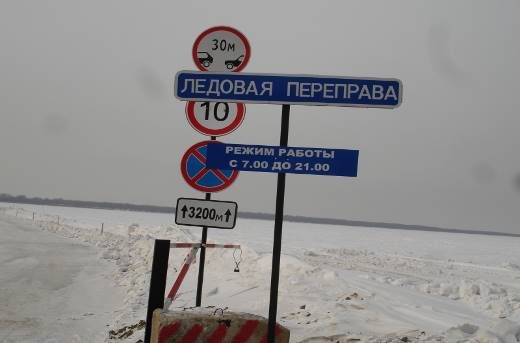 30м
ЛЕДОВАЯ ПЕРЕПРАВА
10
РЕЖИМ РАБОТЫ
С 7.00 ДО 21.00
3200м